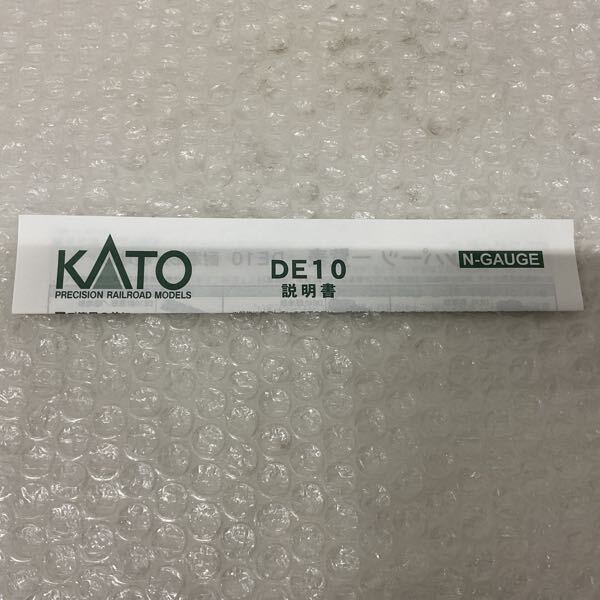 KATO
PRECISION RAILROAD MODELS
DE10
説明書
N-GAUGE